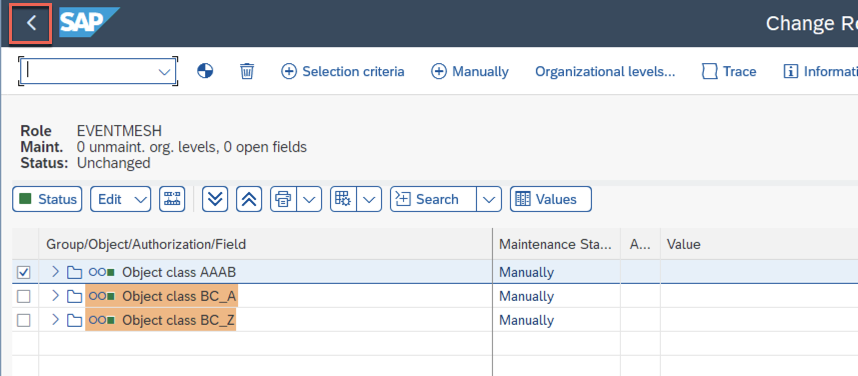 SAP Change Re
Selection criteria Manually Organizational levels... Trace Informati
Role EVENTMESH
Maint. 0 unmaint. org. levels, 0 open fields
Status: Unchanged
Status Edit Search Values
Group/Object/Authorization/Field Maintenance Sta... A... Value
Object class AAAB Manually
Object class BC_A Manually
Object class BC_Z Manually